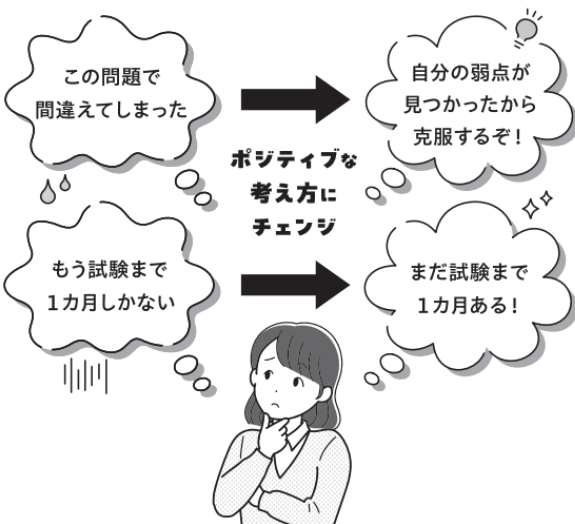 この問題で
間違えてしまった
自分の弱点が
見つかったから
克服するぞ！
ポジティブな
考え方に
チェンジ
もう試験まで
1カ月しかない
まだ試験まで
1カ月ある！